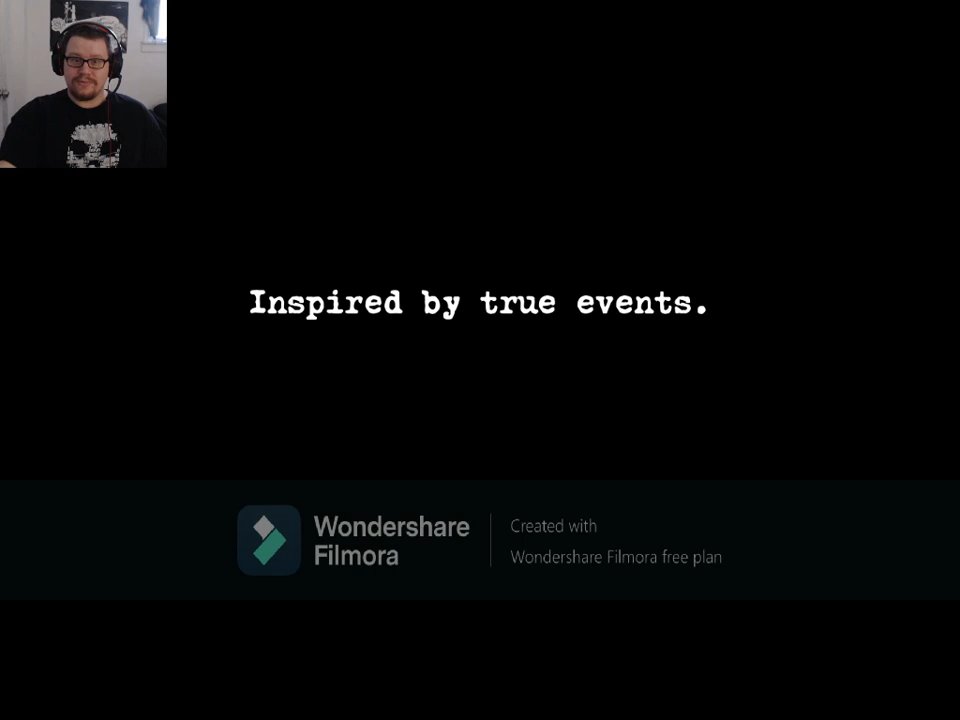 Inspired by true events.
Wondershare
Filmora
Created with
Wondershare Filmora free plan